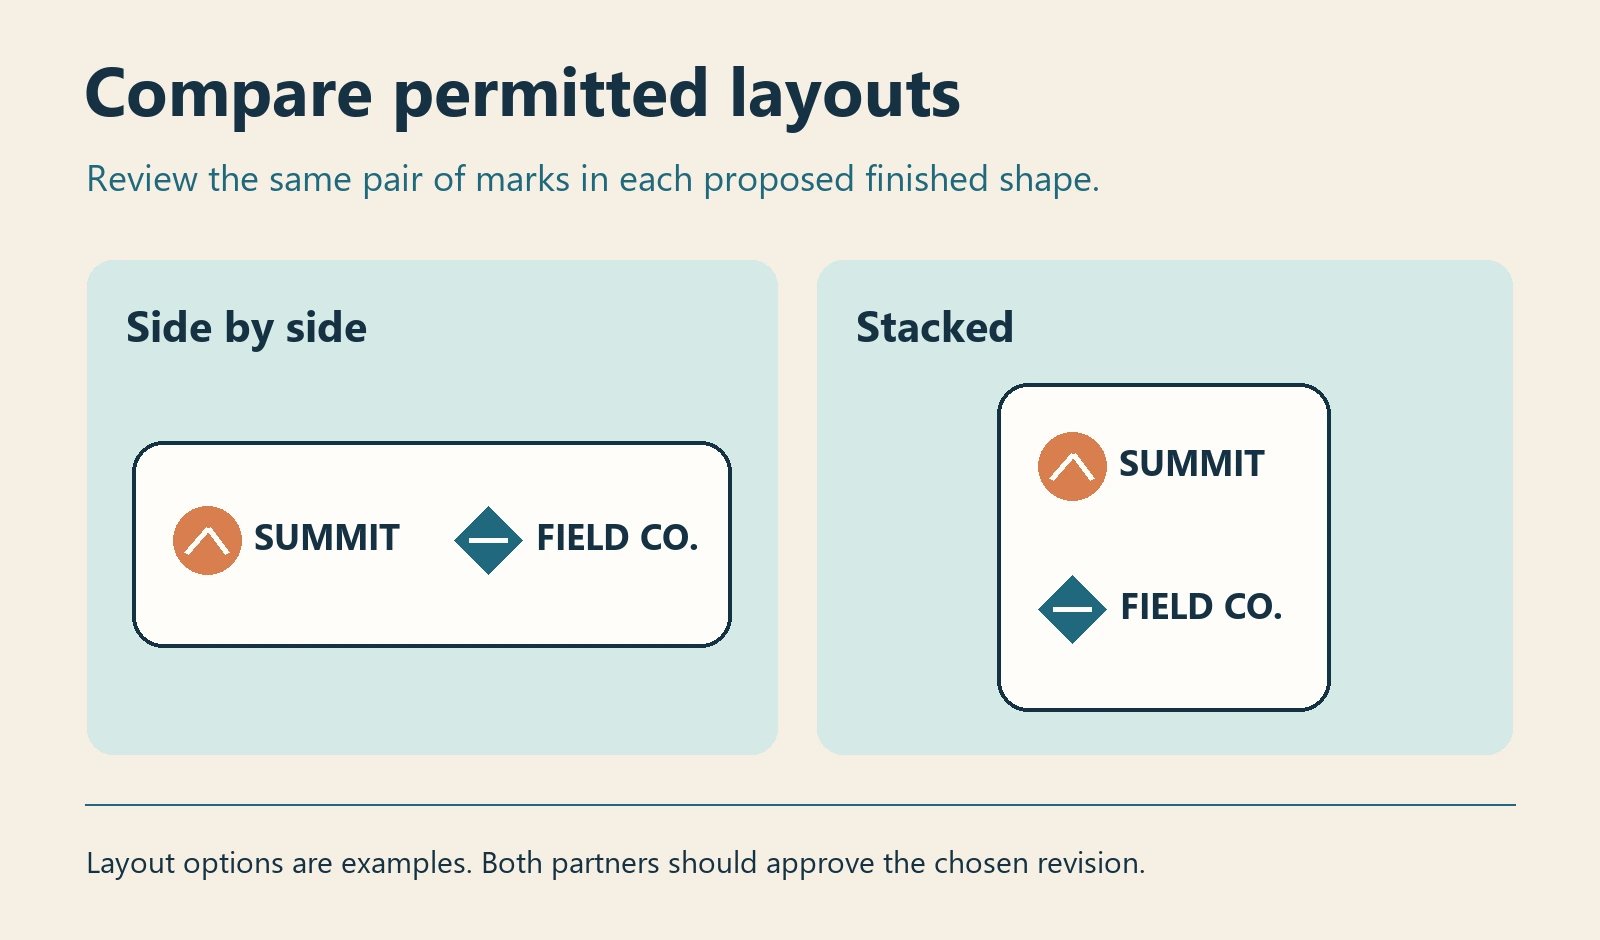 Compare permitted layouts
Review the same pair of marks in each proposed finished shape.
Side by side
SUMMIT
FIELD CO.
Stacked
SUMMIT
FIELD CO.
Layout options are examples. Both partners should approve the chosen revision.